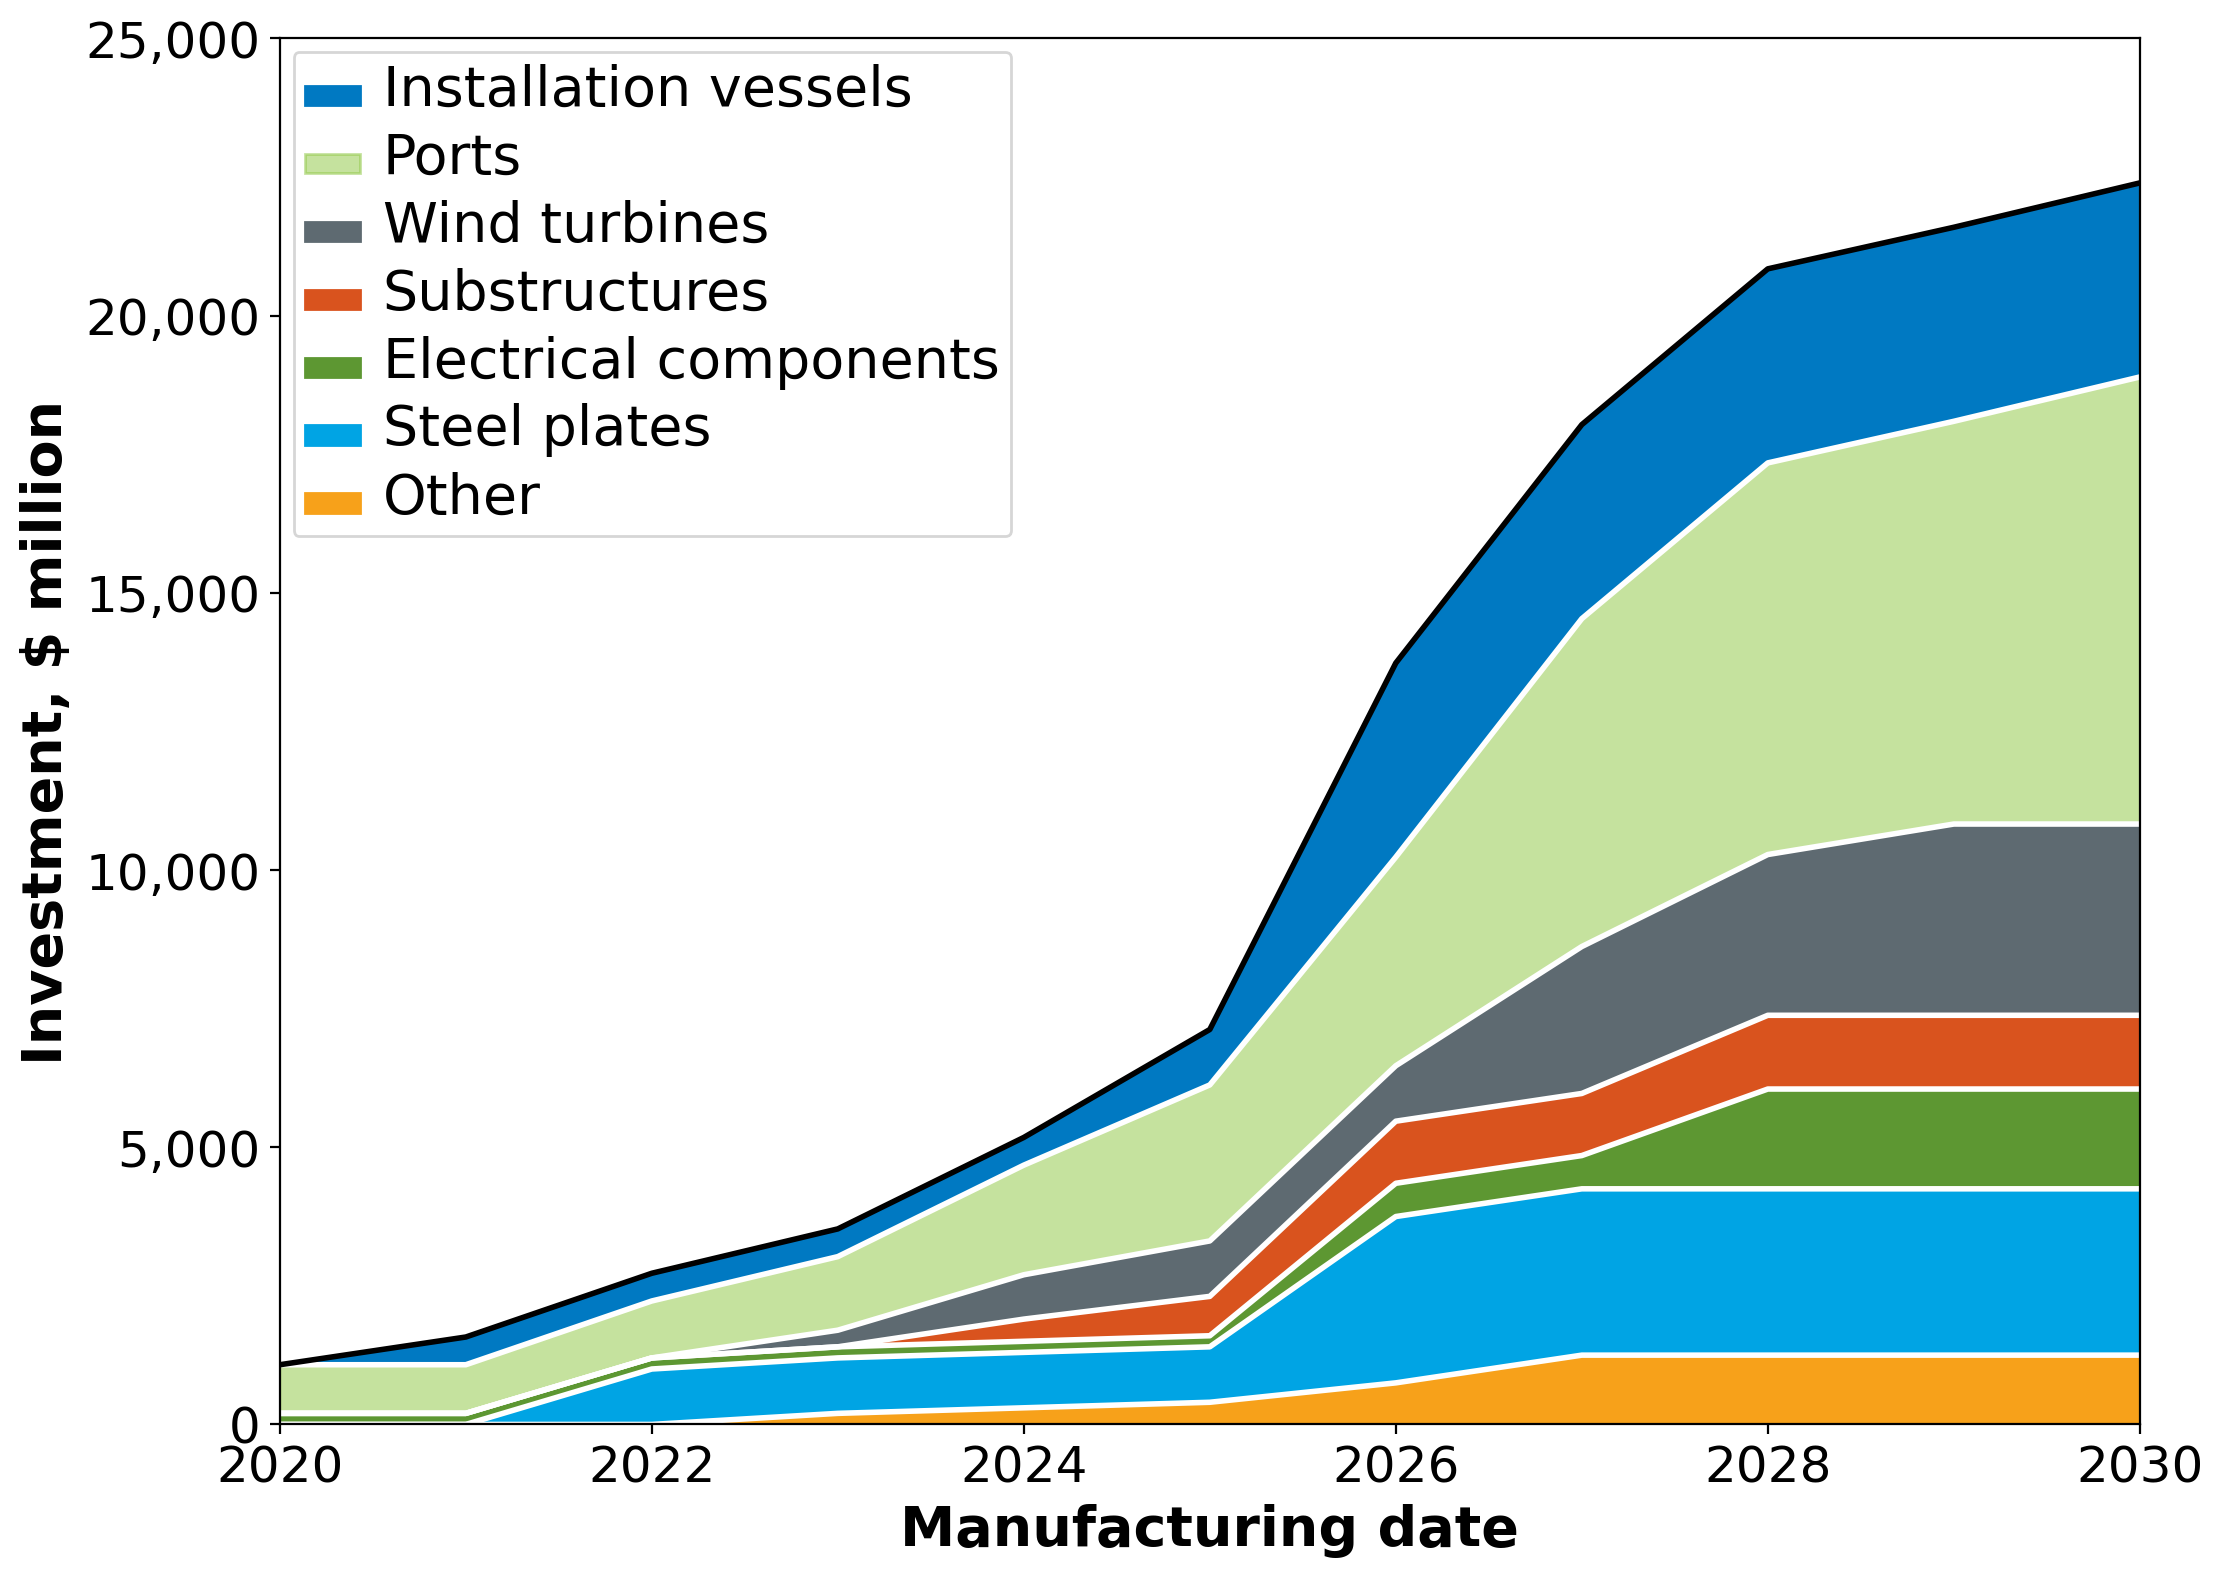 25,000
20,000
15,000
10,000
5,000
0
Investment, $ million
Installation vessels
Ports
Wind turbines
Substructures
Electrical components
Steel plates
Other
2020 2022 2024 2026 2028 2030
Manufacturing date